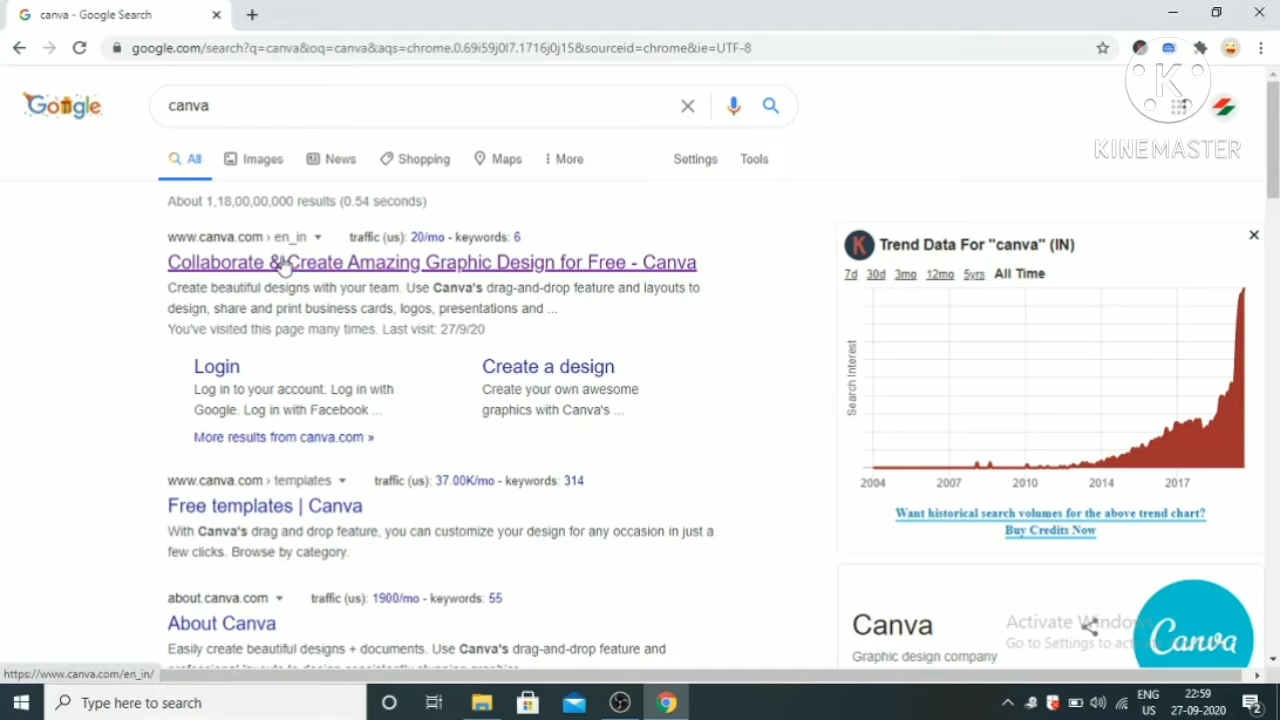 canva - Google Search
google.com/search?q=canva&oq=canva&aqs=chrome.0.69i59j0l7.1716j0j15&sourceid=chrome&ie=UTF-8
Google
canva
K
KINEMASTER
All
Images
News
Shopping
Maps
More
Settings
Tools
About 1,18,00,00,000 results (0.54 seconds)
www.canva.com › en_in
traffic (us): 20/mo - keywords: 6
Collaborate & Create Amazing Graphic Design for Free - Canva
Create beautiful designs with your team. Use Canva's drag-and-drop feature and layouts to
design, share and print business cards, logos, presentations and ...
You've visited this page many times. Last visit: 27/9/20
Login
Log in to your account. Log in with
Google. Log in with Facebook ...
Create a design
Create your own awesome
graphics with Canva's ...
More results from canva.com »
www.canva.com › templates
traffic (us): 37.00K/mo - keywords: 314
Free templates | Canva
With Canva's drag and drop feature, you can customize your design for any occasion in just a
few clicks. Browse by category.
about.canva.com
traffic (us): 1900/mo - keywords: 55
About Canva
Easily create beautiful designs + documents. Use Canva's drag-and-drop feature and
professional layouts to design consistently stunning graphics.
K
Trend Data For "canva" (IN)
7d 30d 3mo 12mo 5yrs All Time
Search Interest
2004 2007 2010 2014 2017
Want historical search volumes for the above trend chart?
Buy Credits Now
Canva
Graphic design company
Canva
Activate Windows
Go to Settings to
https://www.canva.com/en_in/
Type here to search
ENG
US
22:59
27-09-2020
2